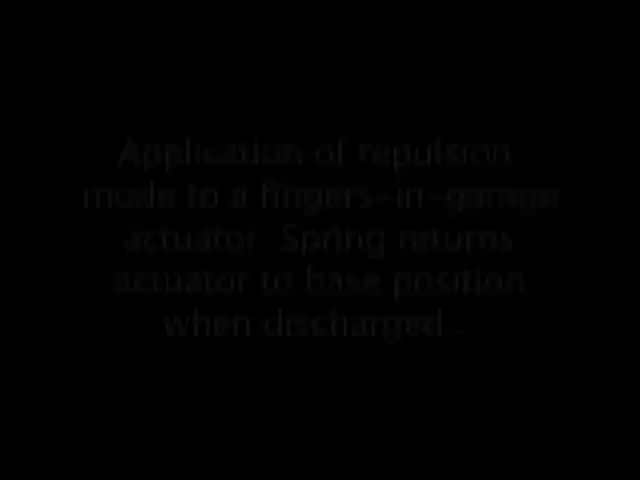 Application of repulsion
mode to a fingers-in-garage
actuator. Spring returns
actuator to base position
when discharged.